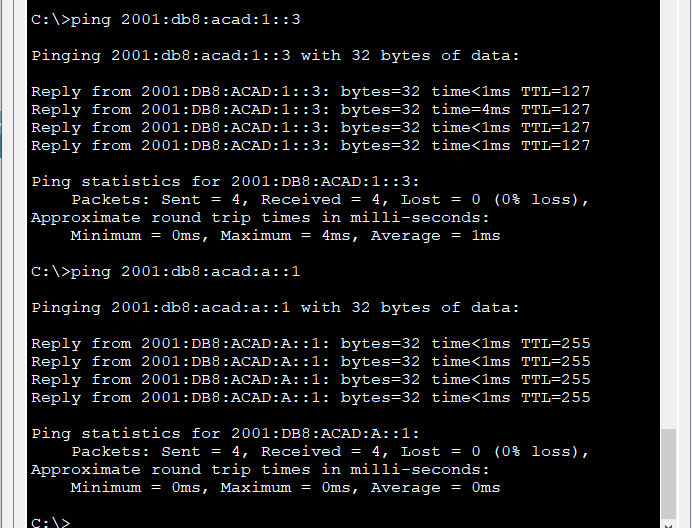 C:\>ping 2001:db8:acad:1::3
Pinging 2001:db8:acad:1::3 with 32 bytes of data:
Reply from 2001:DB8:ACAD:1::3: bytes=32 time<1ms TTL=127
Reply from 2001:DB8:ACAD:1::3: bytes=32 time=4ms TTL=127
Reply from 2001:DB8:ACAD:1::3: bytes=32 time<1ms TTL=127
Reply from 2001:DB8:ACAD:1::3: bytes=32 time<1ms TTL=127
Ping statistics for 2001:DB8:ACAD:1::3:
Packets: Sent = 4, Received = 4, Lost = 0 (0% loss),
Approximate round trip times in milli-seconds:
Minimum = 0ms, Maximum = 4ms, Average = 1ms
C:\>ping 2001:db8:acad:a::1
Pinging 2001:db8:acad:a::1 with 32 bytes of data:
Reply from 2001:DB8:ACAD:A::1: bytes=32 time<1ms TTL=255
Reply from 2001:DB8:ACAD:A::1: bytes=32 time<1ms TTL=255
Reply from 2001:DB8:ACAD:A::1: bytes=32 time<1ms TTL=255
Reply from 2001:DB8:ACAD:A::1: bytes=32 time<1ms TTL=255
Ping statistics for 2001:DB8:ACAD:A::1:
Packets: Sent = 4, Received = 4, Lost = 0 (0% loss),
Approximate round trip times in milli-seconds:
Minimum = 0ms, Maximum = 0ms, Average = 0ms
C:\>